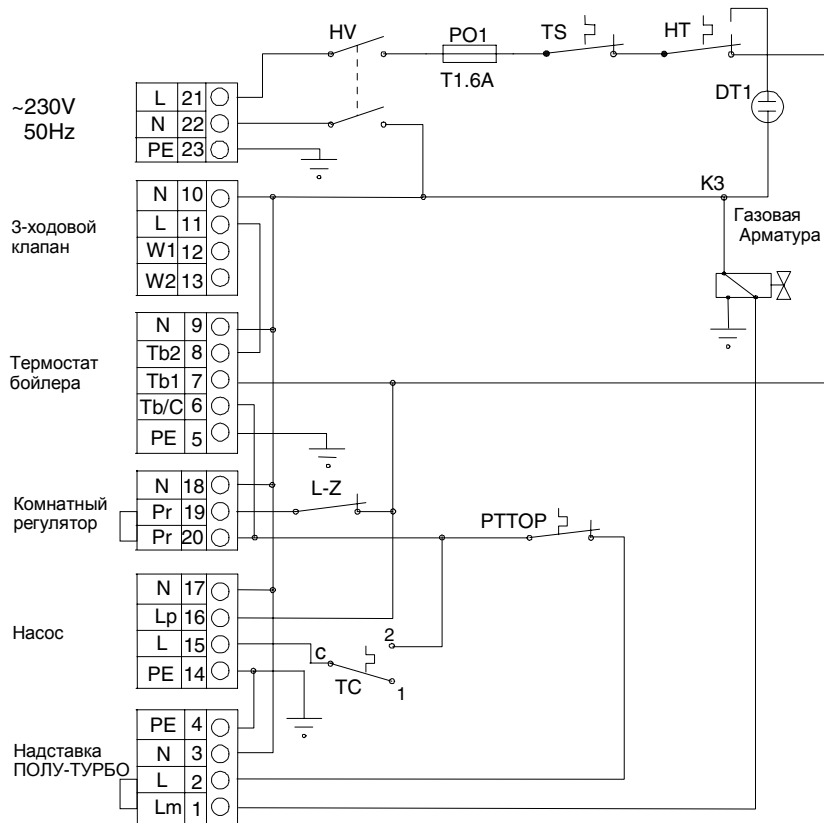 HV
PO1
T1.6A
TS
HT
DT1
~230V
50Hz
L 21
N 22
PE 23
3-ходовой
клапан
N 10
L 11
W1 12
W2 13
K3
Газовая
Арматура
Термостат
бойлера
N 9
Tb2 8
Tb1 7
Tb/C 6
PE 5
Комнатный
регулятор
N 18
Pr 19
Pr 20
L-Z
PTTOP
Насос
N 17
Lp 16
L 15
PE 14
C
TC
2
1
Надставка
ПОЛУ-ТУРБО
PE 4
N 3
L 2
Lm 1